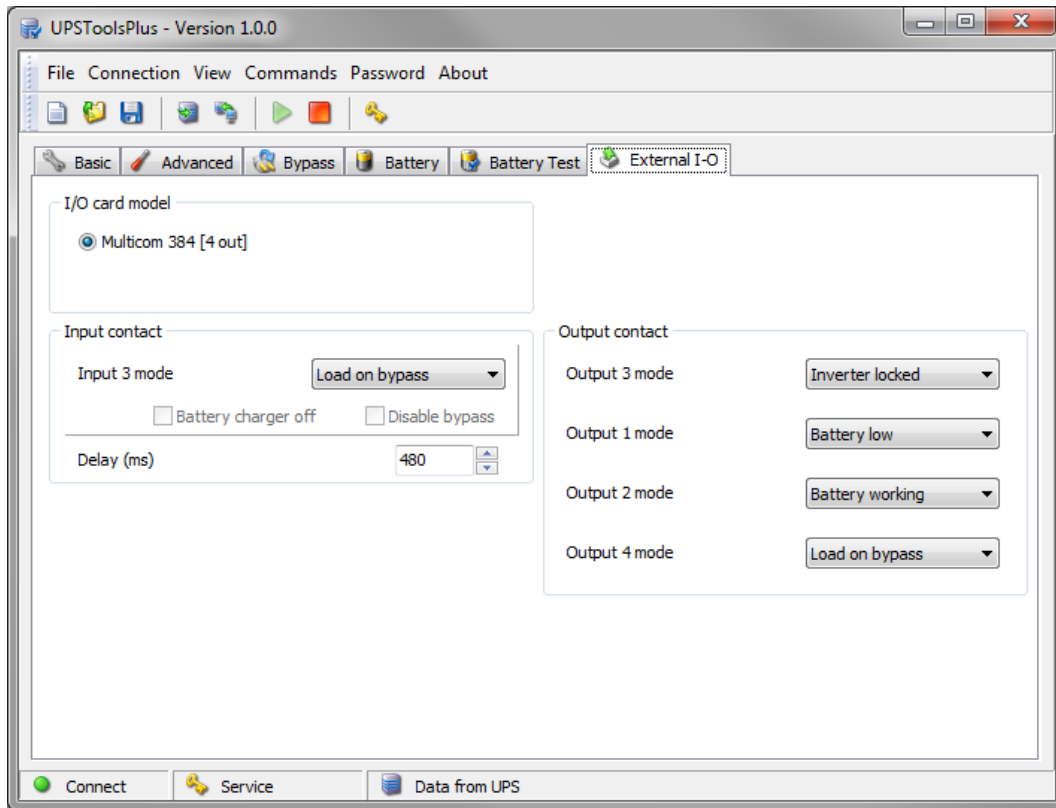 UPSToolsPlus - Version 1.0.0
File Connection View Commands Password About
Basic Advanced Bypass Battery Battery Test External I-O
I/O card model
Multicom 384 [4 out]
Input contact
Input 3 mode Load on bypass
Battery charger off Disable bypass
Delay (ms) 480
Output contact
Output 3 mode Inverter locked
Output 1 mode Battery low
Output 2 mode Battery working
Output 4 mode Load on bypass
Connect Service Data from UPS